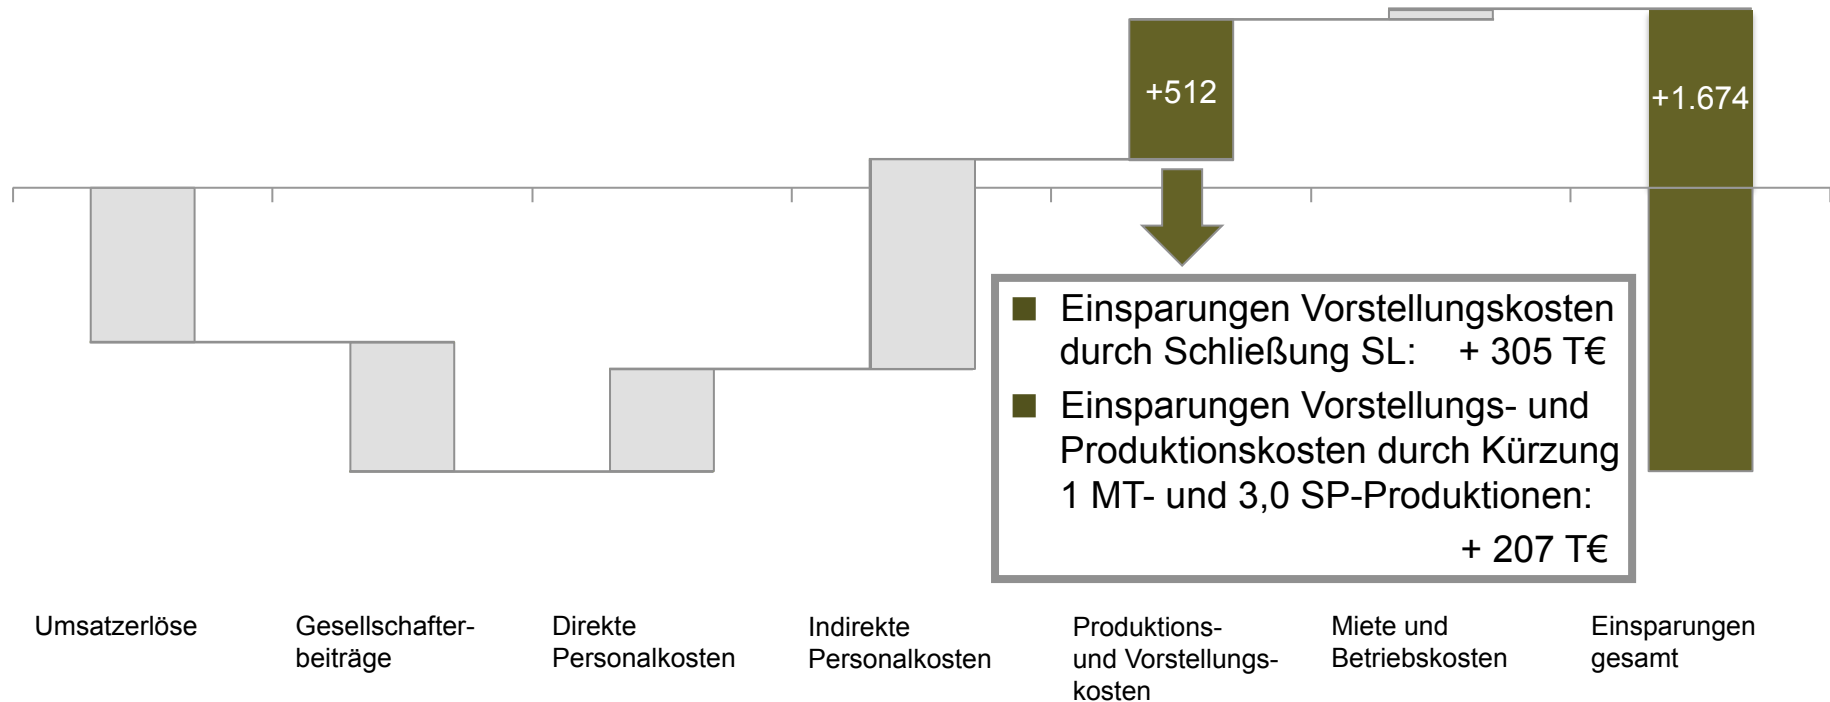 +512
+1.674
Einsparungen Vorstellungskosten
durch Schließung SL: + 305 T€
Einsparungen Vorstellungs- und
Produktionskosten durch Kürzung
1 MT- und 3,0 SP-Produktionen:
+ 207 T€
Umsatzerlöse
Gesellschafter-
beiträge
Direkte
Personalkosten
Indirekte
Personalkosten
Produktions-
und Vorstellungs-
kosten
Miete und
Betriebskosten
Einsparungen
gesamt